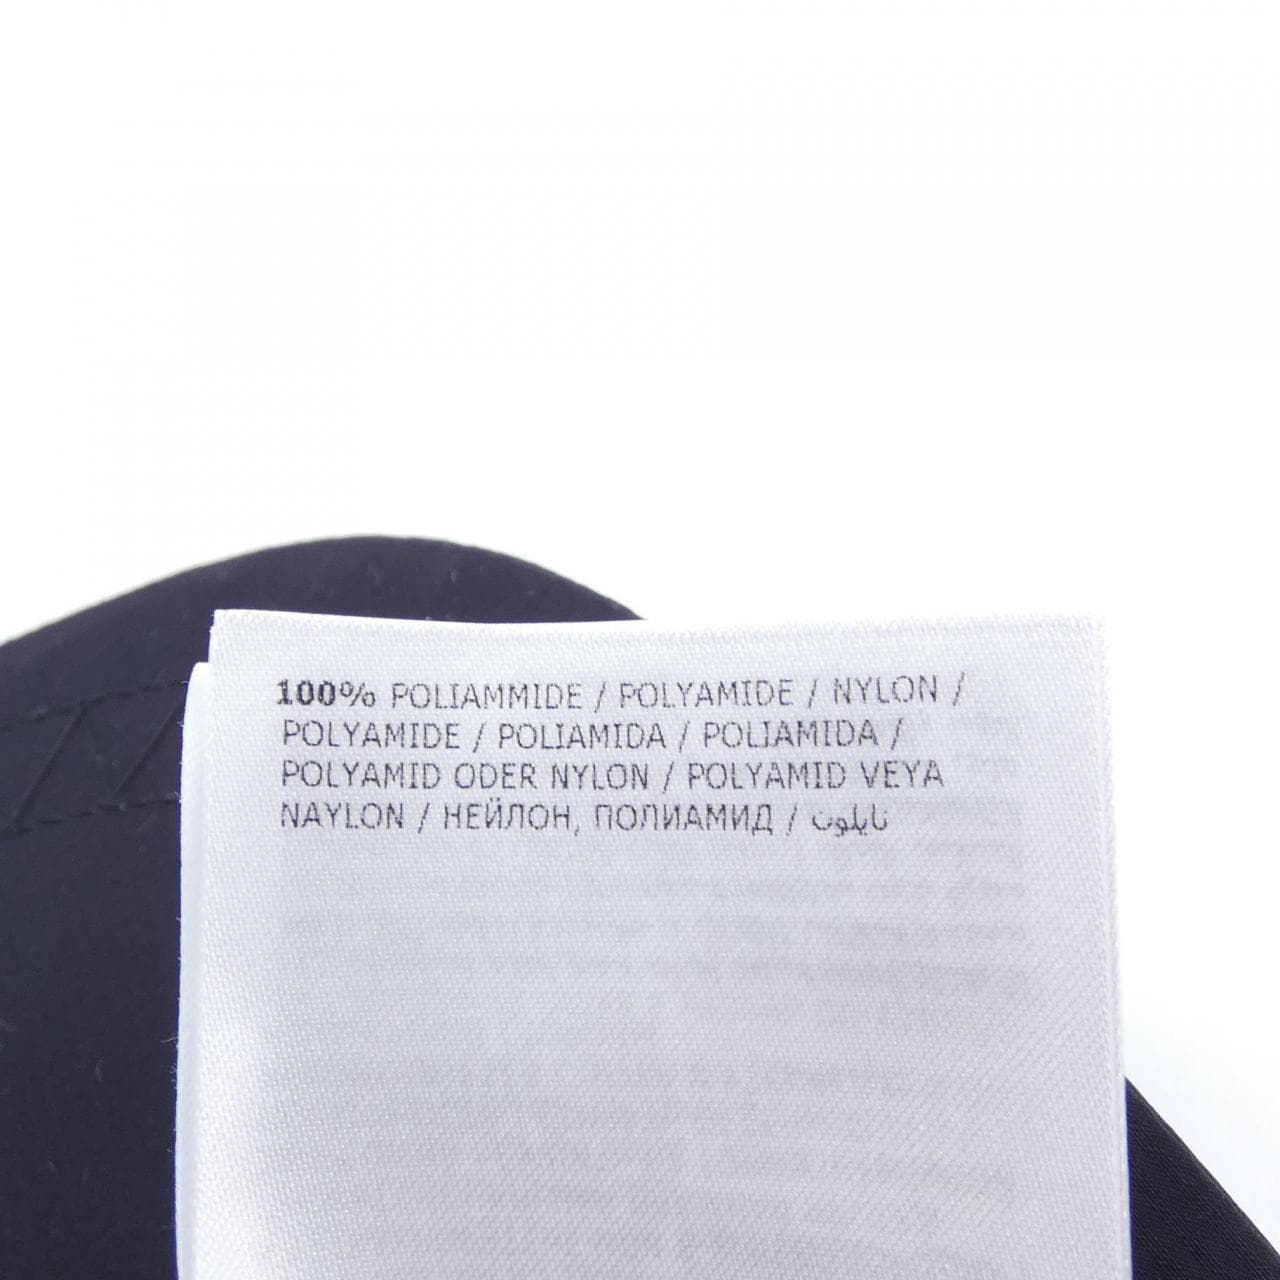 100% POLIAMMIDE / POLYAMIDE / NYLON /
POLYAMIDE / POLIAMIDA / POLIAMIDA /
POLYAMID ODER NYLON / POLYAMID VEYA
NAYLON / НЕЙЛОН, ПОЛИАМИД / نايلون